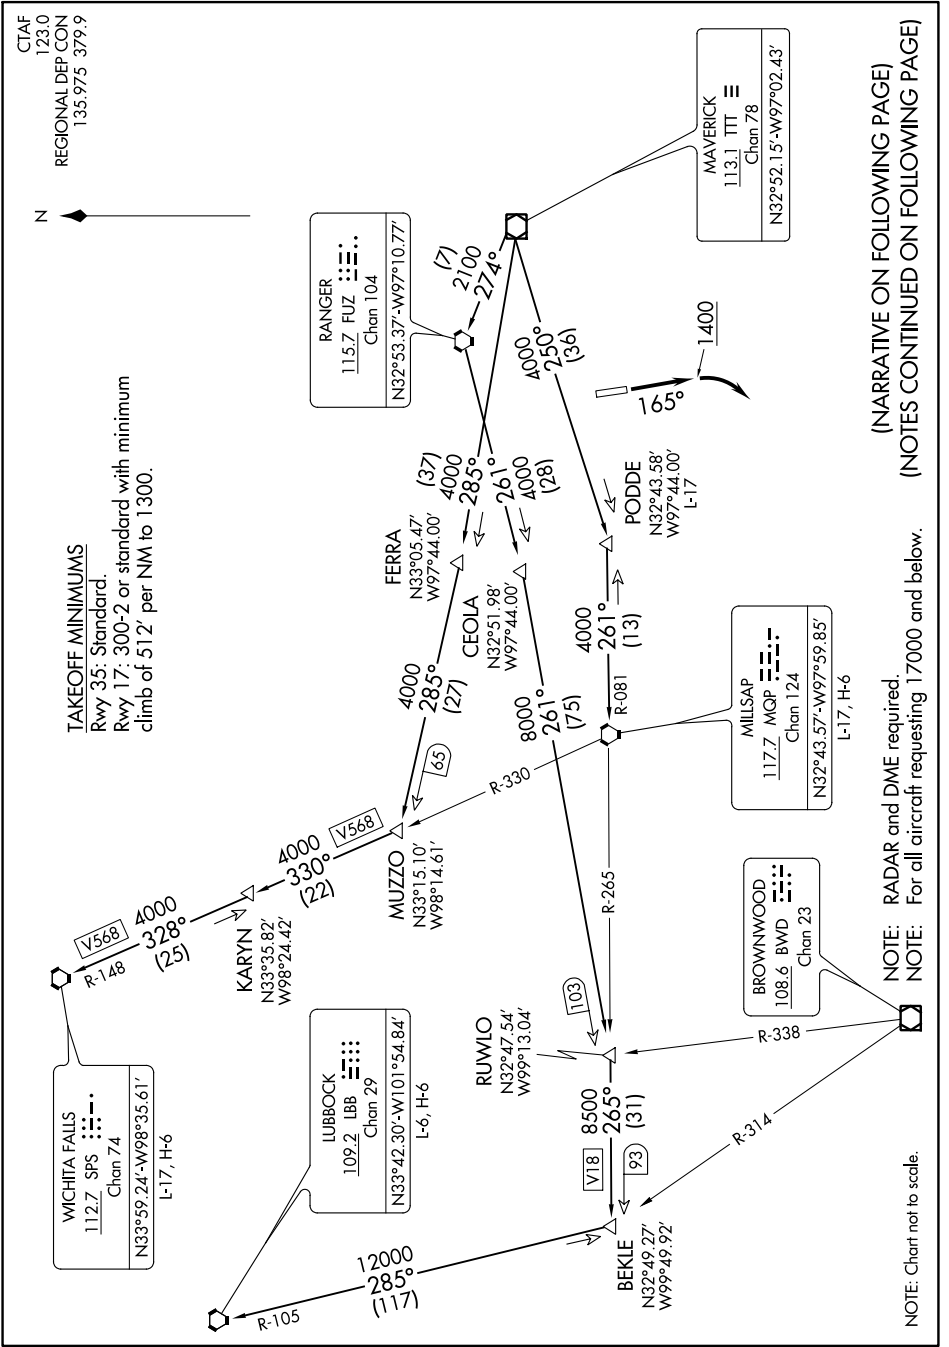 CTAF
123.0
REGIONAL DEP CON
135.975 379.9
N
TAKEOFF MINIMUMS
Rwy 35: Standard.
Rwy 17: 300-2 or standard with minimum
climb of 512' per NM to 1300.
WICHITA FALLS
112.7 SPS
Chan 74
N33°59.24'-W98°35.61'
L-17, H-6
R-148
V568
4000
328°
(25)
KARYN
N33°35.82'
W98°24.42'
4000
330°
(22)
V568
MUZZO
N33°15.10'
W98°14.61'
65
4000
285°
(27)
FERRA
N33°05.47'
W97°44.00'
(37)
4000
285°
RANGER
115.7 FUZ
Chan 104
N32°53.37'-W97°10.77'
(7)
2100
274°
MAVERICK
113.1 TTT
Chan 78
N32°52.15'-W97°02.43'
LUBBOCK
109.2 LBB
Chan 29
N33°42.30'-W101°54.84'
L-6, H-6
R-105
12000
285°
(117)
BEKLE
N32°49.27'
W99°49.92'
93
V18
8500
265°
(31)
RUWLO
N32°47.54'
W99°13.04'
103
8000
261°
(75)
CEOLA
N32°51.98'
W97°44.00'
261°
4000
(28)
4000
250°
(36)
PODDE
N32°43.58'
W97°44.00'
L-17
4000
261°
(13)
R-081
R-330
R-265
MILLSAP
117.7 MQP
Chan 124
N32°43.57'-W97°59.85'
L-17, H-6
165°
1400
BROWNWOOD
108.6 BWD
Chan 23
R-338
R-314
NOTE: RADAR and DME required.
NOTE: For all aircraft requesting 17000 and below.
NOTE: Chart not to scale.
(NARRATIVE ON FOLLOWING PAGE)
(NOTES CONTINUED ON FOLLOWING PAGE)